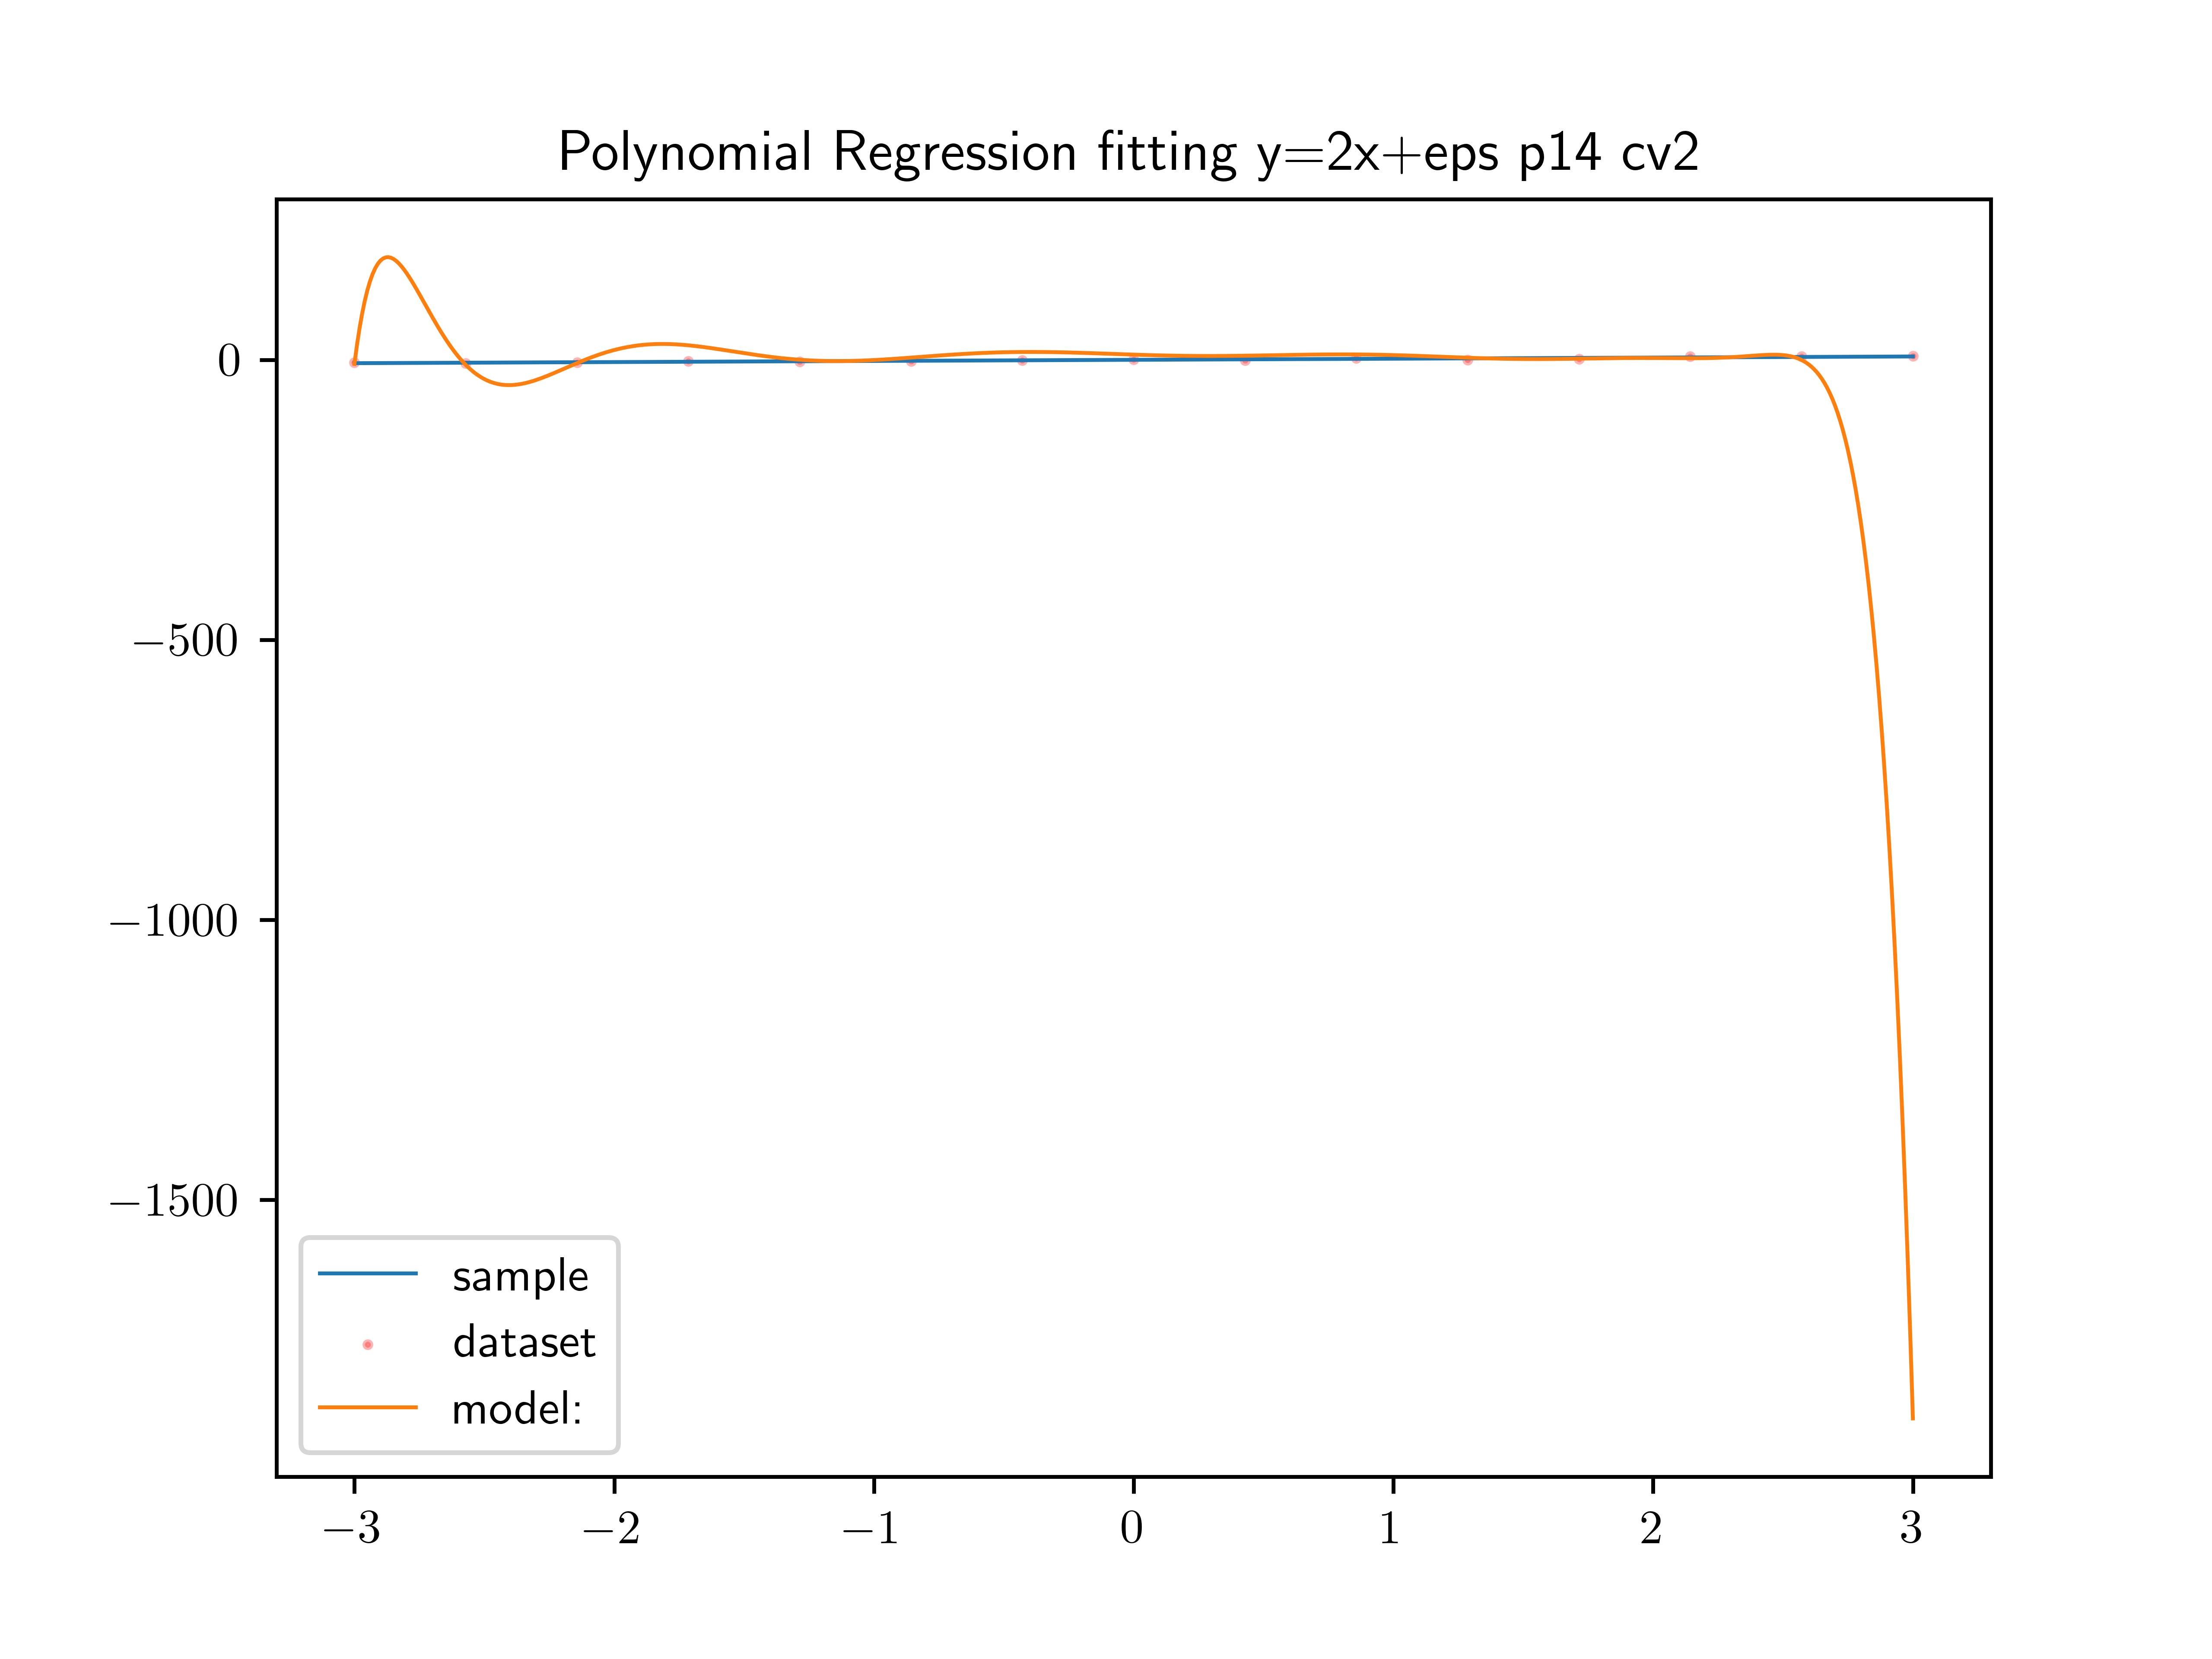 Polynomial Regression fitting y=2x+eps p14 cv2
0
−500
−1000
−1500
sample
dataset
model:
−3 −2 −1 0 1 2 3